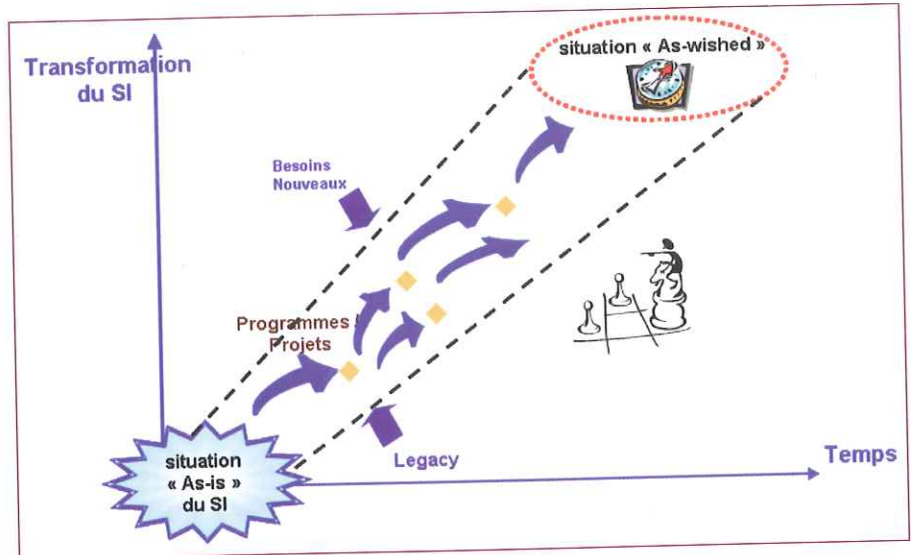 Transformation
du SI
situation « As-wished »
Besoins
Nouveaux
Programmes /
Projets
Legacy
situation
« As-is »
du SI
Temps